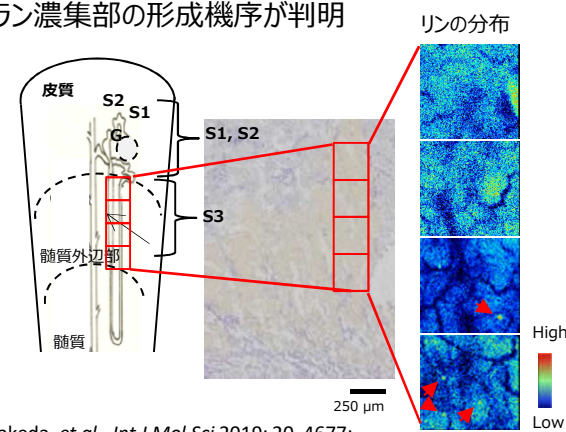 ラン濃集部の形成機序が判明
リンの分布
皮質
S2
S1
G
S1, S2
S3
髄質外辺部
髄質
High
Low
250 µm
akeda, et al., Int J Mol Sci 2019; 20, 4677;